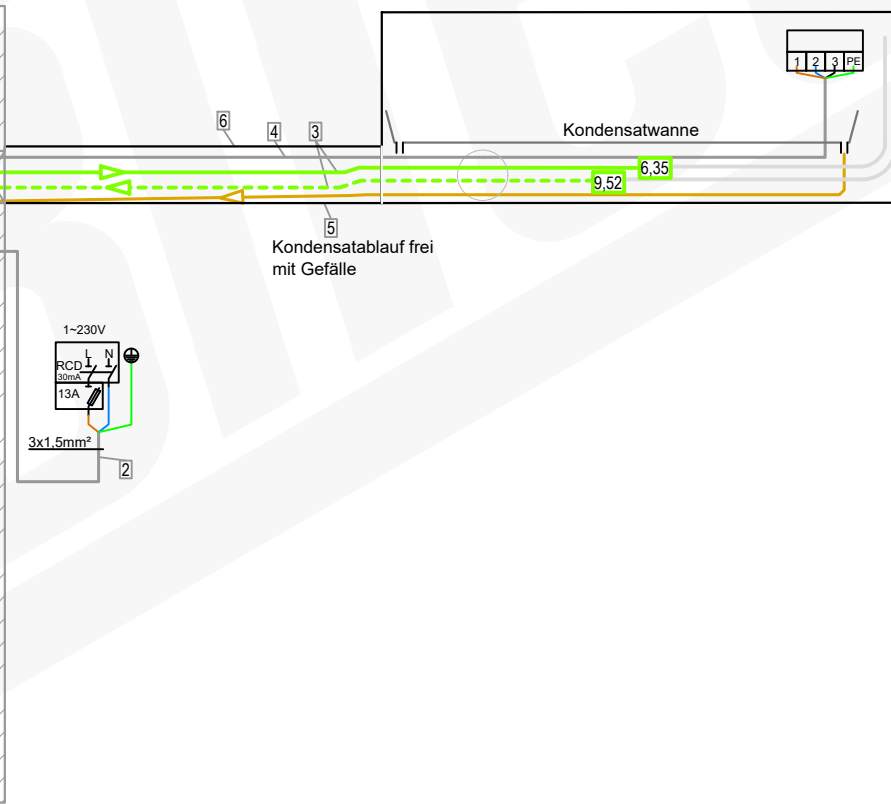 1 2 3 PE
Kondensatwanne
6
4
3
6,35
9,52
5
Kondensatablauf frei
mit Gefälle
1~230V
L N
RCD
30mA
13A
3x1,5mm²
2